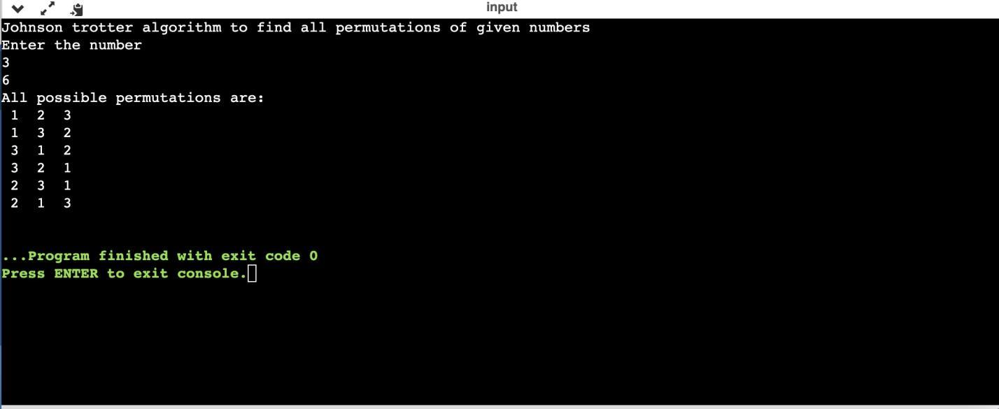 input
Johnson trotter algorithm to find all permutations of given numbers
Enter the number
3
6
All possible permutations are:
1 2 3
1 3 2
3 1 2
3 2 1
2 3 1
2 1 3
...Program finished with exit code 0
Press ENTER to exit console.